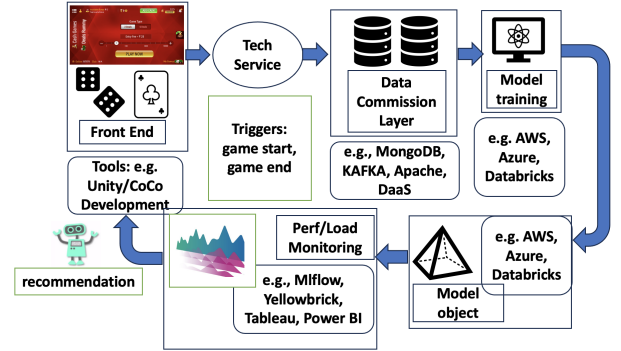 Front End
Tools: e.g.
Unity/CoCo
Development
recommendation
Tech
Service
Triggers:
game start,
game end
Data
Commission
Layer
e.g., MongoDB,
KAFKA, Apache,
DaaS
Model
training
e.g. AWS,
Azure,
Databricks
Perf/Load
Monitoring
e.g., Mlflow,
Yellowbrick,
Tableau, Power BI
Model
object
e.g. AWS,
Azure,
Databricks